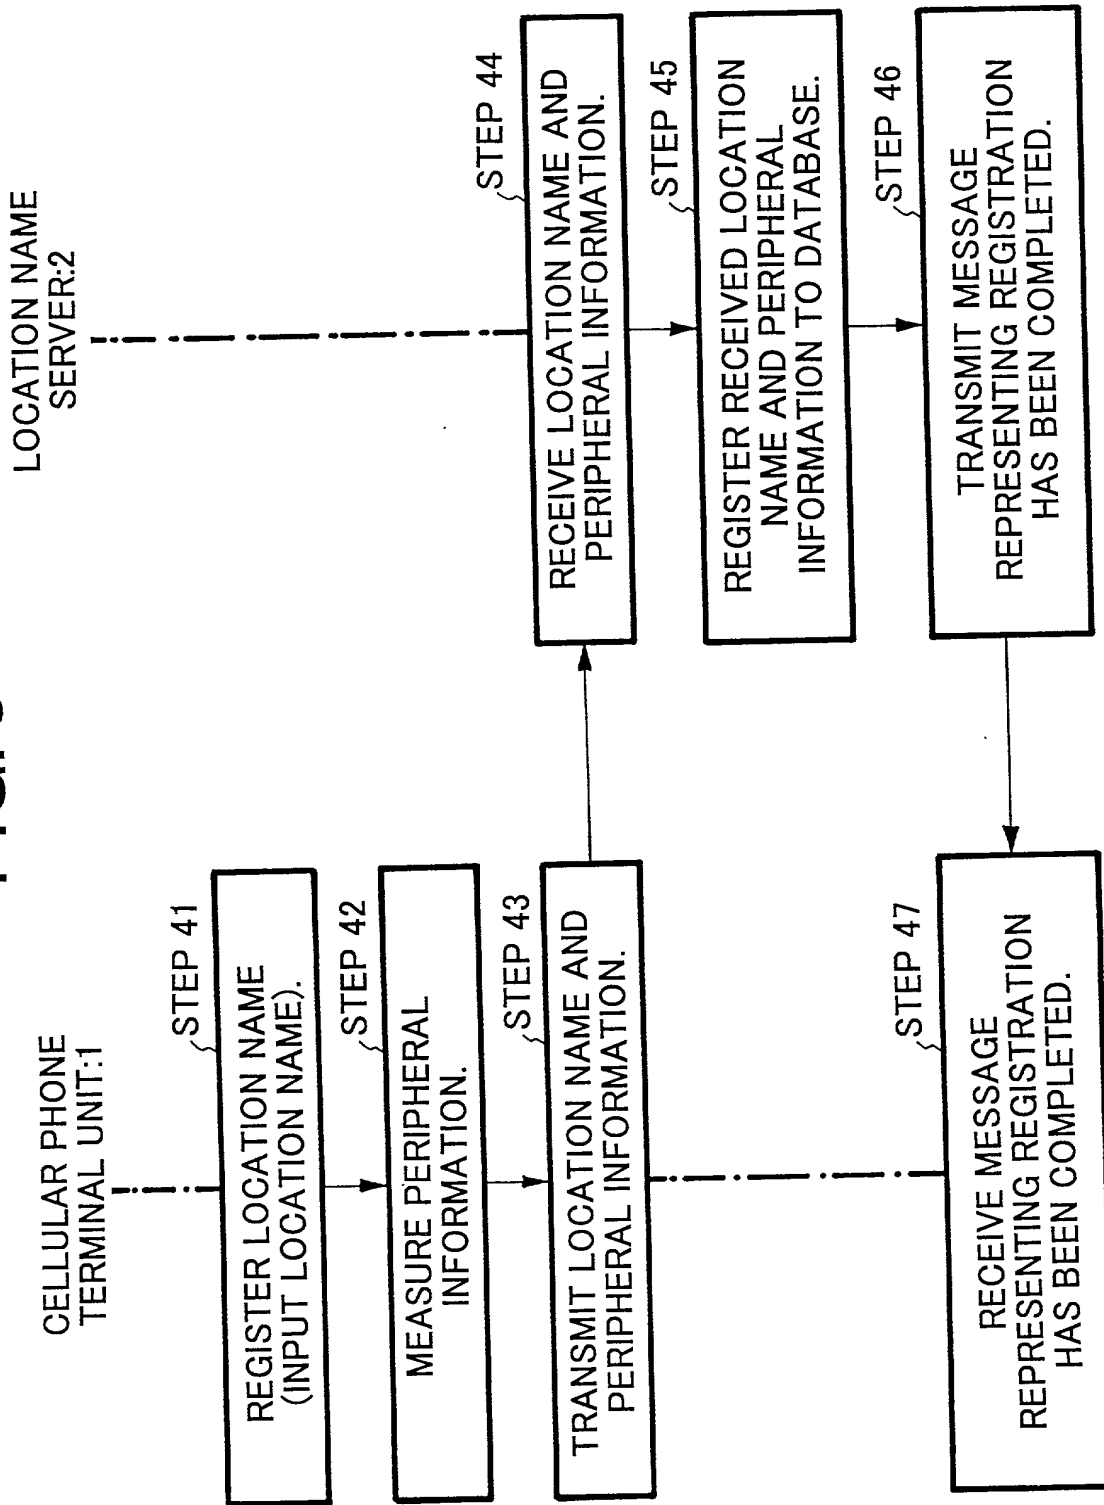 CELLULAR PHONE
TERMINAL UNIT:1
LOCATION NAME
SERVER:2
STEP 41
REGISTER LOCATION NAME
(INPUT LOCATION NAME).
STEP 42
MEASURE PERIPHERAL
INFORMATION.
STEP 43
TRANSMIT LOCATION NAME AND
PERIPHERAL INFORMATION.
STEP 44
RECEIVE LOCATION NAME AND
PERIPHERAL INFORMATION.
STEP 45
REGISTER RECEIVED LOCATION
NAME AND PERIPHERAL
INFORMATION TO DATABASE.
STEP 46
TRANSMIT MESSAGE
REPRESENTING REGISTRATION
HAS BEEN COMPLETED.
STEP 47
RECEIVE MESSAGE
REPRESENTING REGISTRATION
HAS BEEN COMPLETED.